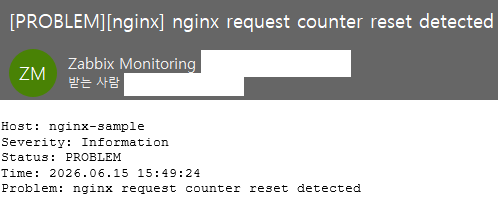 [PROBLEM][nginx] nginx request counter reset detected
ZM
Zabbix Monitoring
받는 사람
Host: nginx-sample
Severity: Information
Status: PROBLEM
Time: 2026.06.15 15:49:24
Problem: nginx request counter reset detected